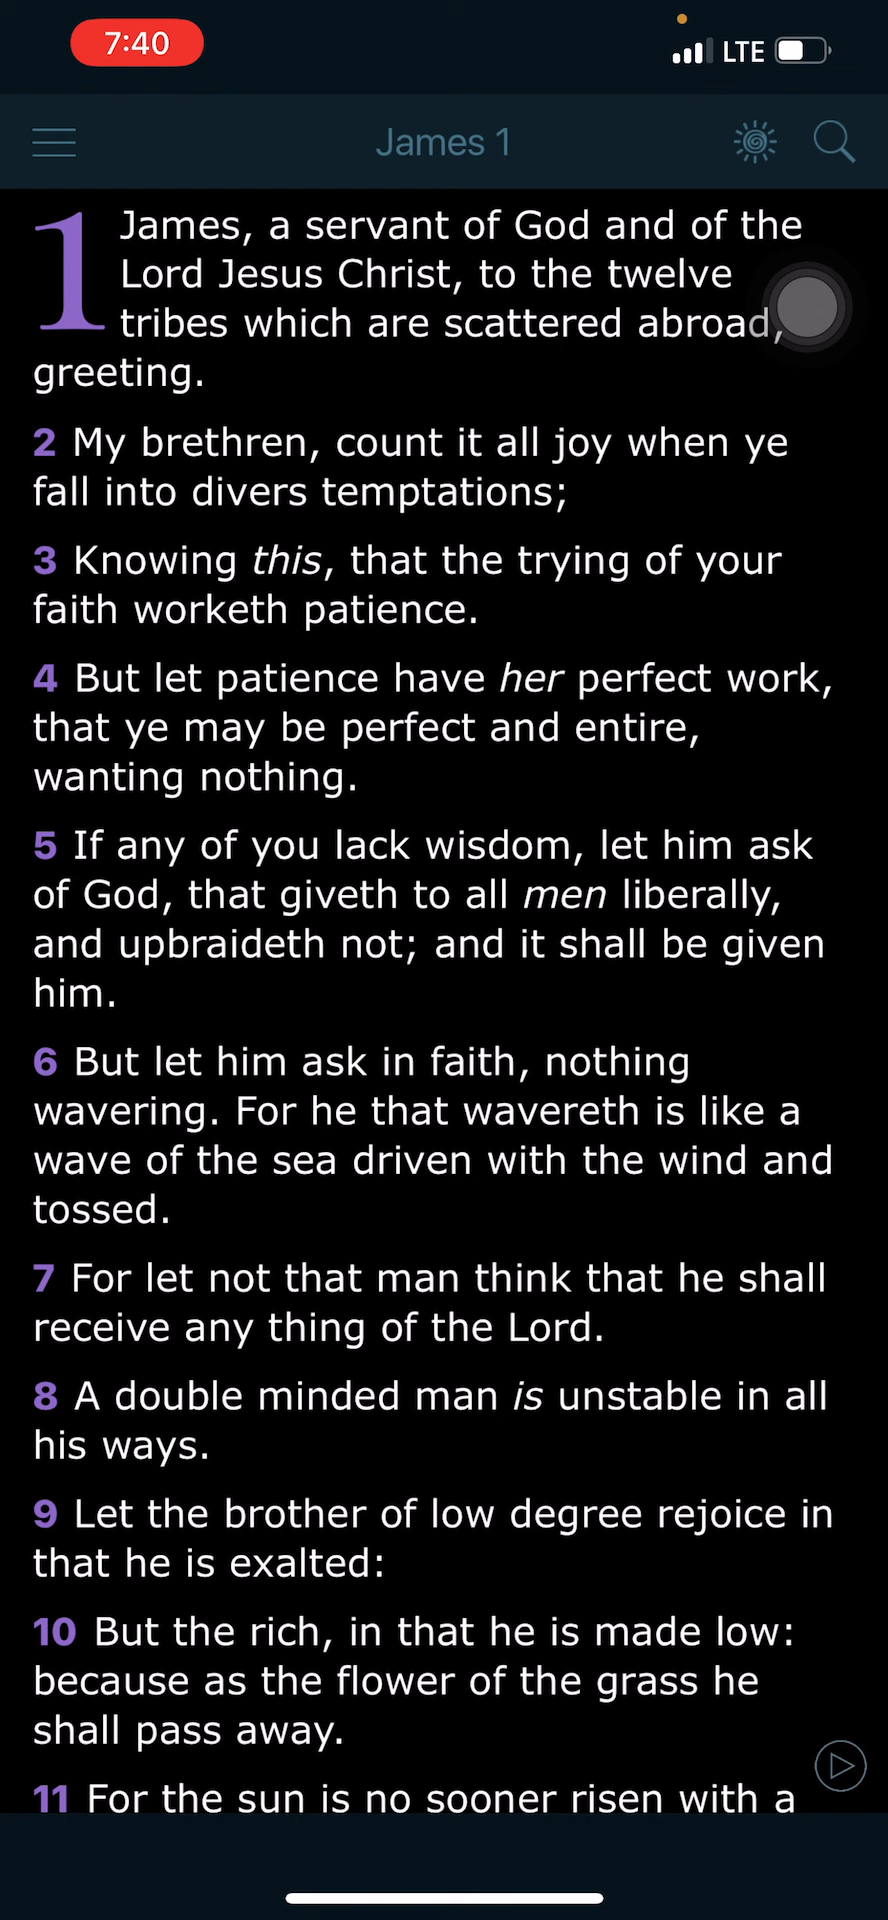 7:40
LTE
James 1
1 James, a servant of God and of the
Lord Jesus Christ, to the twelve
tribes which are scattered abroad,
greeting.
2 My brethren, count it all joy when ye
fall into divers temptations;
3 Knowing this, that the trying of your
faith worketh patience.
4 But let patience have her perfect work,
that ye may be perfect and entire,
wanting nothing.
5 If any of you lack wisdom, let him ask
of God, that giveth to all men liberally,
and upbraideth not; and it shall be given
him.
6 But let him ask in faith, nothing
wavering. For he that wavereth is like a
wave of the sea driven with the wind and
tossed.
7 For let not that man think that he shall
receive any thing of the Lord.
8 A double minded man is unstable in all
his ways.
9 Let the brother of low degree rejoice in
that he is exalted:
10 But the rich, in that he is made low:
because as the flower of the grass he
shall pass away.
11 For the sun is no sooner risen with a